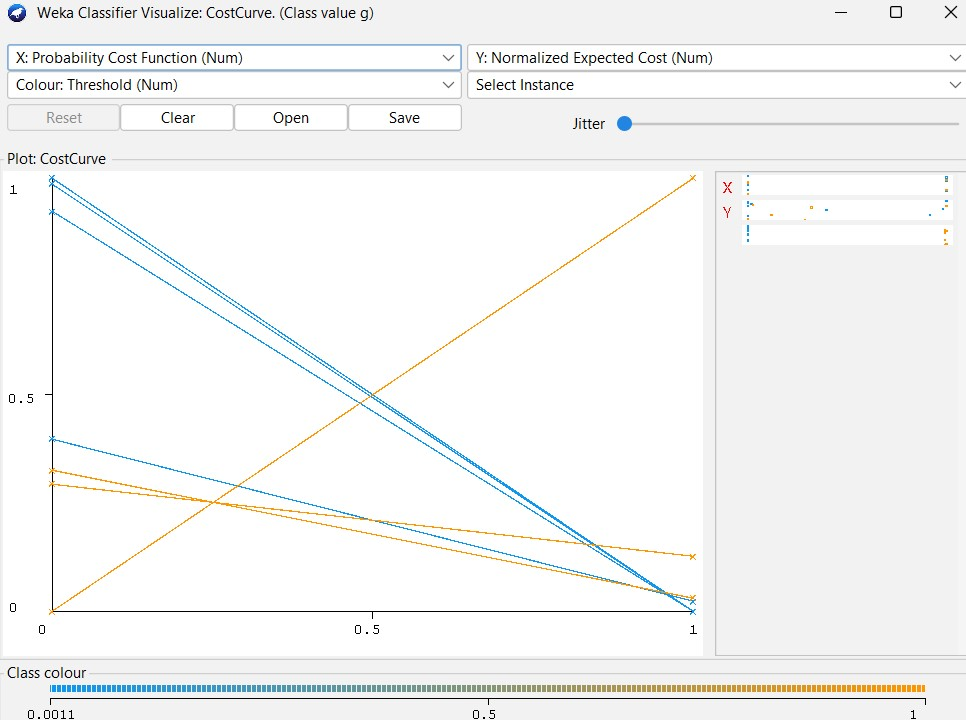 Weka Classifier Visualize: CostCurve. (Class value g)
X: Probability Cost Function (Num)
Y: Normalized Expected Cost (Num)
Colour: Threshold (Num)
Select Instance
Reset
Clear
Open
Save
Jitter
Plot: CostCurve
1
0.5
0
0
0.5
1
X
Y
Class colour
0.0011
0.5
1